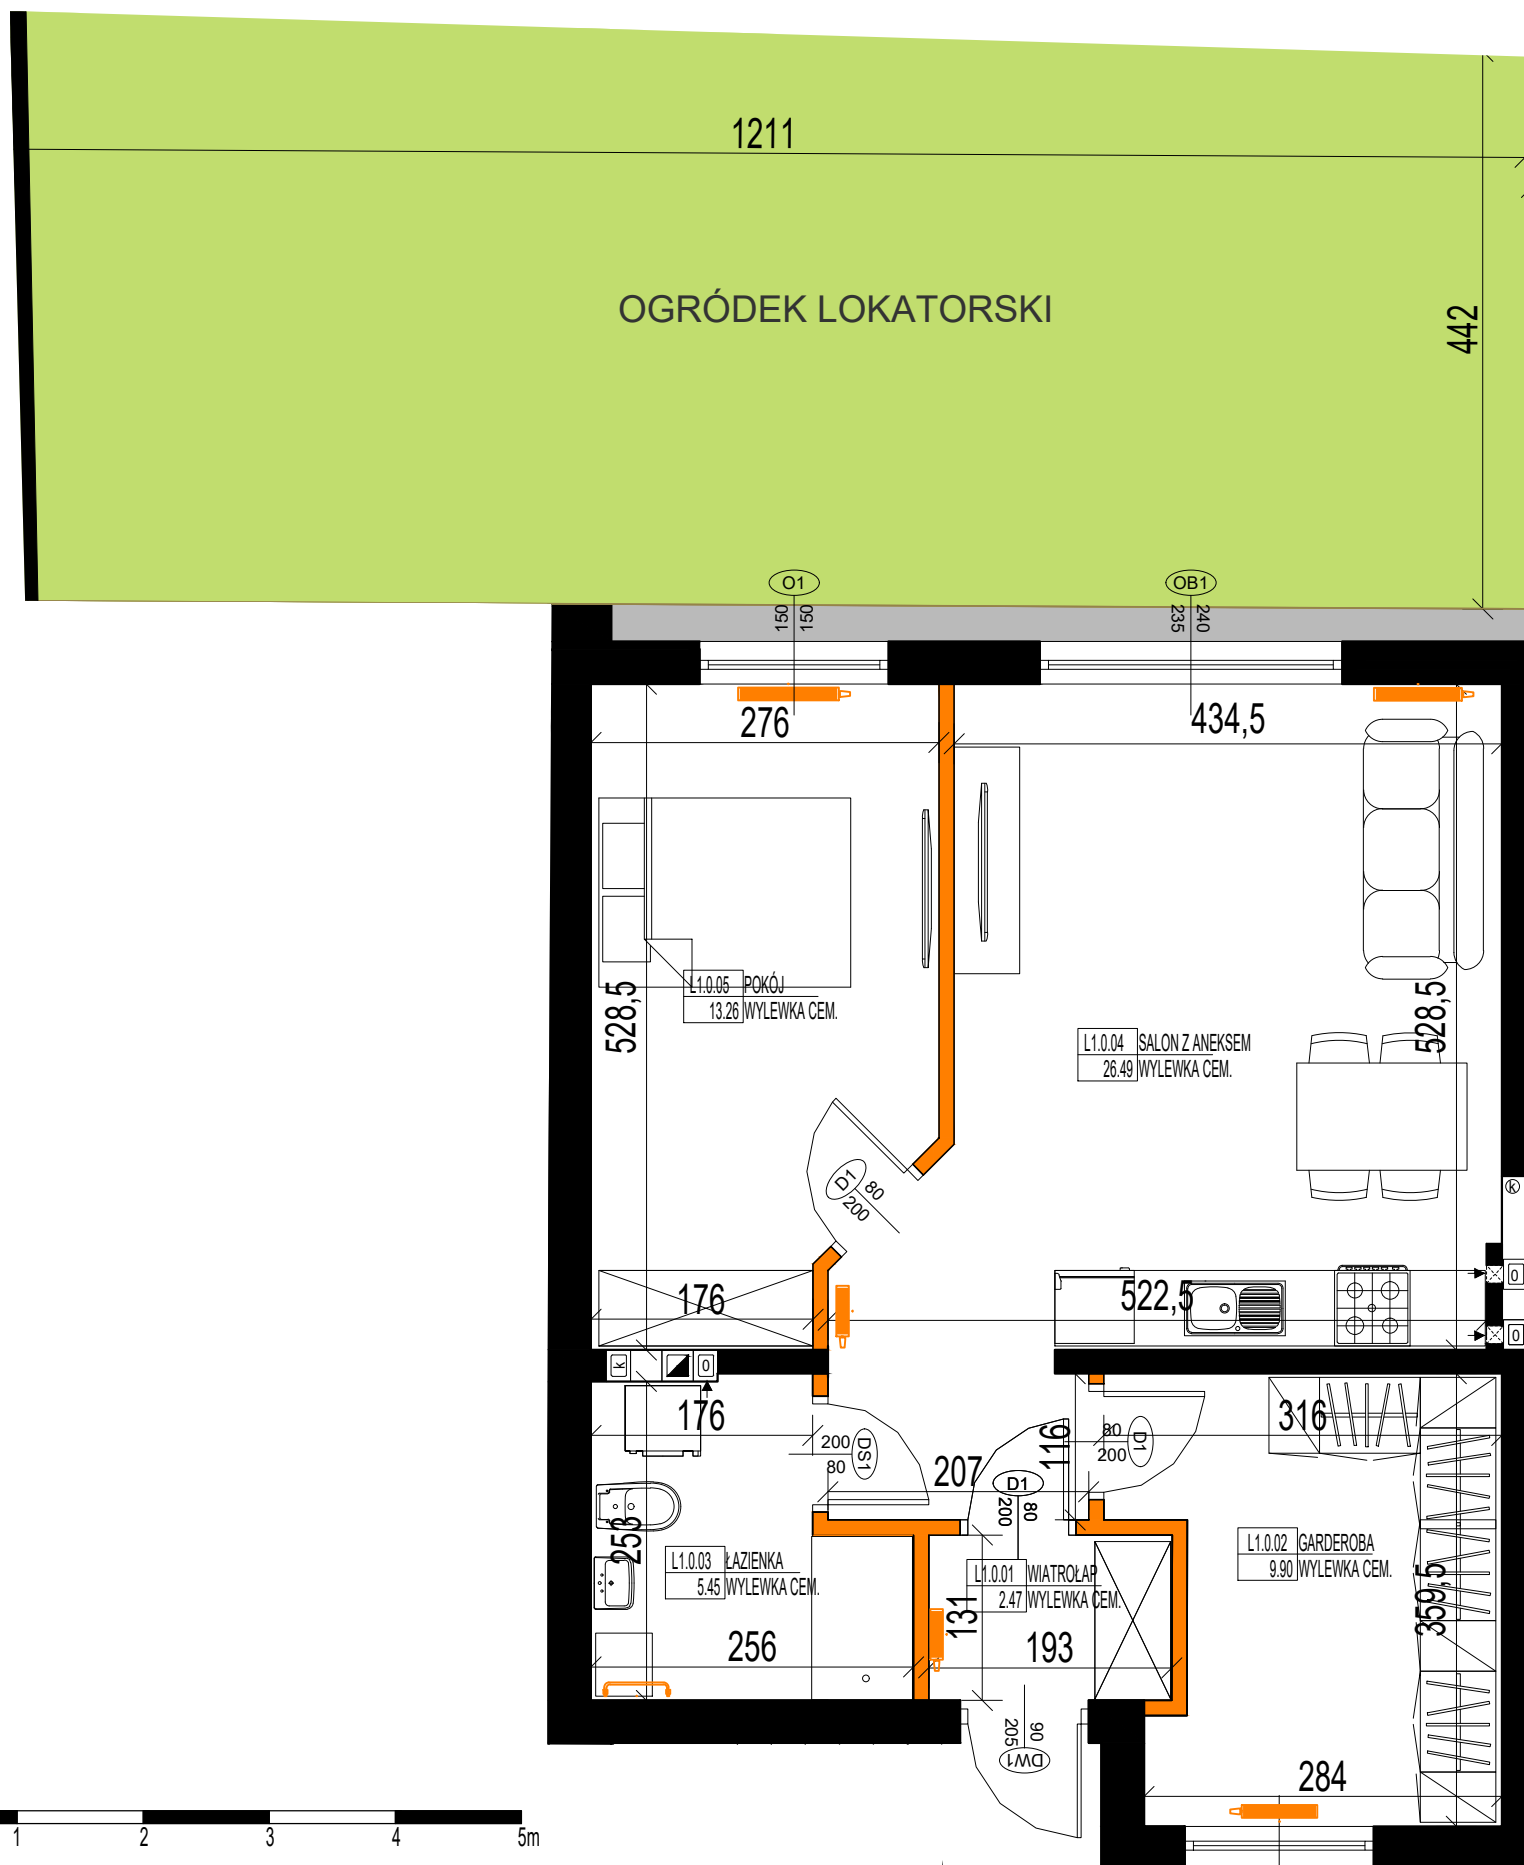 1211
OGRÓDEK LOKATORSKI
442
O1
150
150
OB1
235
240
276
434,5
L1.0.05 POKÓJ
13.26 WYLEWKA CEM.
528,5
528,5
L1.0.04 SALON Z ANEKSEM
26.49 WYLEWKA CEM.
D1
80
200
k
176
522,5
0
0
k
0
176
316
200
80
DS1
207
116
80
200
D1
D1
80
200
253
L1.0.03 ŁAZIENKA
5.45 WYLEWKA CEM.
L1.0.01 WIATROŁAP
2.47 WYLEWKA CEM.
L1.0.02 GARDEROBA
9.90 WYLEWKA CEM.
359,5
131
256
193
90
205
DW1
284
1
2
3
4
5m